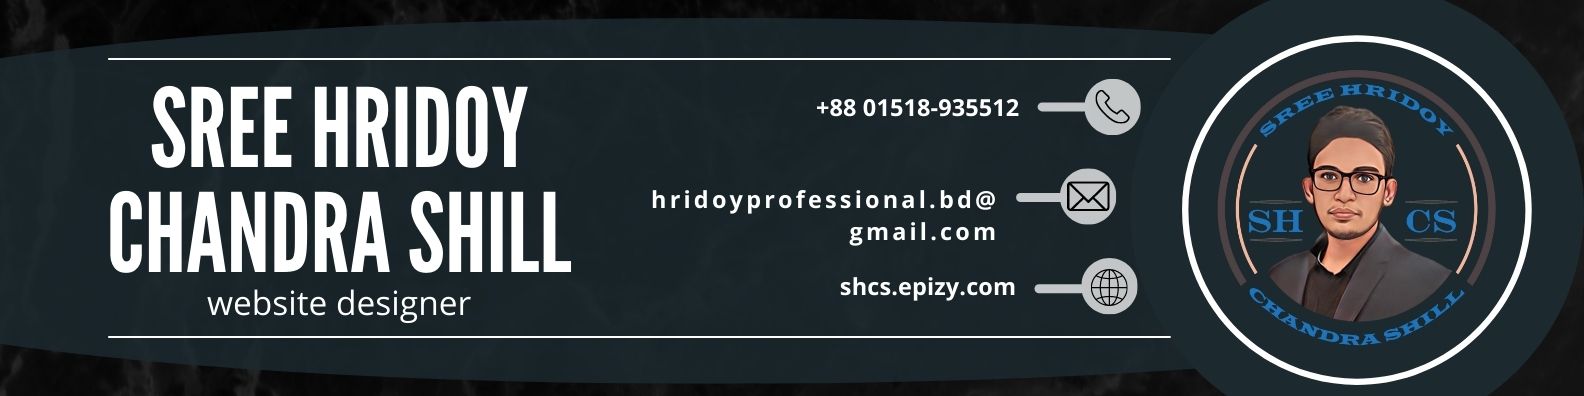 SREE HRIDOY
CHANDRA SHILL
website designer
+88 01518-935512
hridoyprofessional.bd@
gmail.com
shcs.epizy.com
SREE HRIDOY
SH CS
CHANDRA SHILL